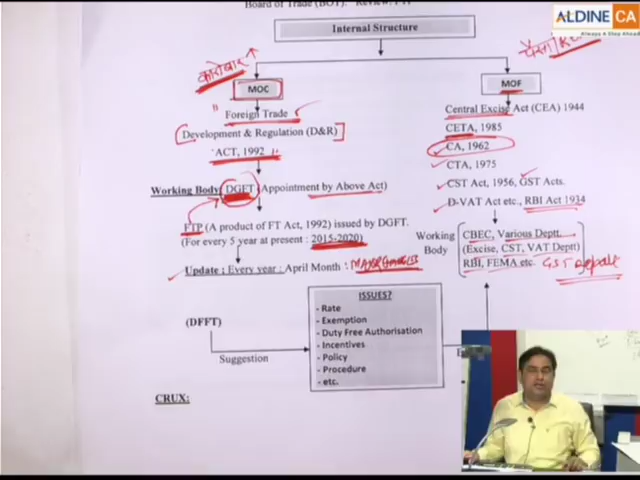 Board of Trade (BOT).
ALDINE CA
Always A Step Ahead
Internal Structure
कारोबार
पैसा
MOC
MOF
Foreign Trade
Development & Regulation (D&R)
ACT, 1992
Central Excise Act (CEA) 1944
CETA, 1985
CA, 1962
CTA, 1975
CST Act, 1956, GST Acts.
D-VAT Act etc., RBI Act 1934
Working Body: DGFT (Appointment by Above Act)
FTP (A product of FT Act, 1992) issued by DGFT.
(For every 5 year at present : 2015-2020)
Update : Every year : April Month :
Working Body
CBEC, Various Deptt.
(Excise, CST, VAT Deptt)
RBI, FEMA etc. GST Deptt
ISSUES?
- Rate
- Exemption
- Duty Free Authorisation
- Incentives
- Policy
- Procedure
- etc.
(DFFT)
Suggestion
CRUX: